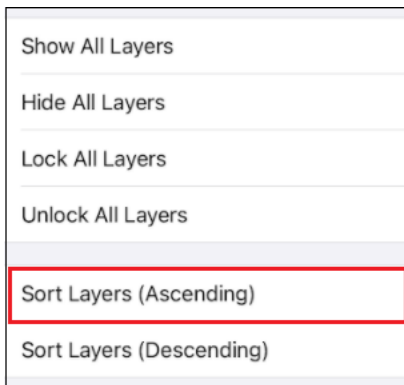 Show All Layers
Hide All Layers
Lock All Layers
Unlock All Layers
Sort Layers (Ascending)
Sort Layers (Descending)